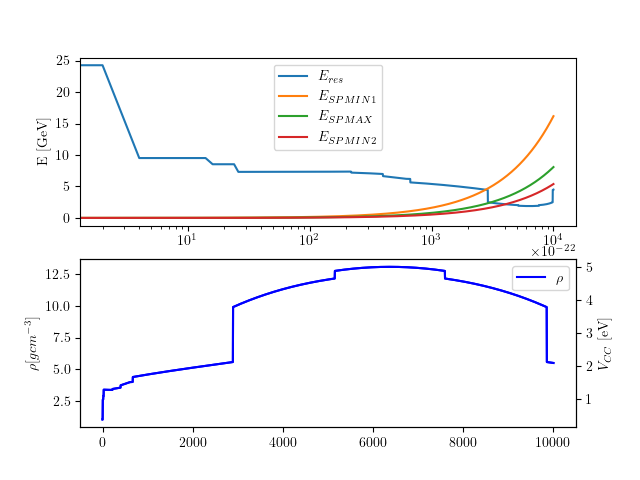 25
20
15
10
5
0
E [GeV]
E_res
E_SPMIN1
E_SPMAX
E_SPMIN2
10^1 10^2 10^3 10^4
×10^−22
12.5
10.0
7.5
5.0
2.5
ρ[gcm^−3]
ρ
5
4
3
2
1
V_CC [eV]
0 2000 4000 6000 8000 10000